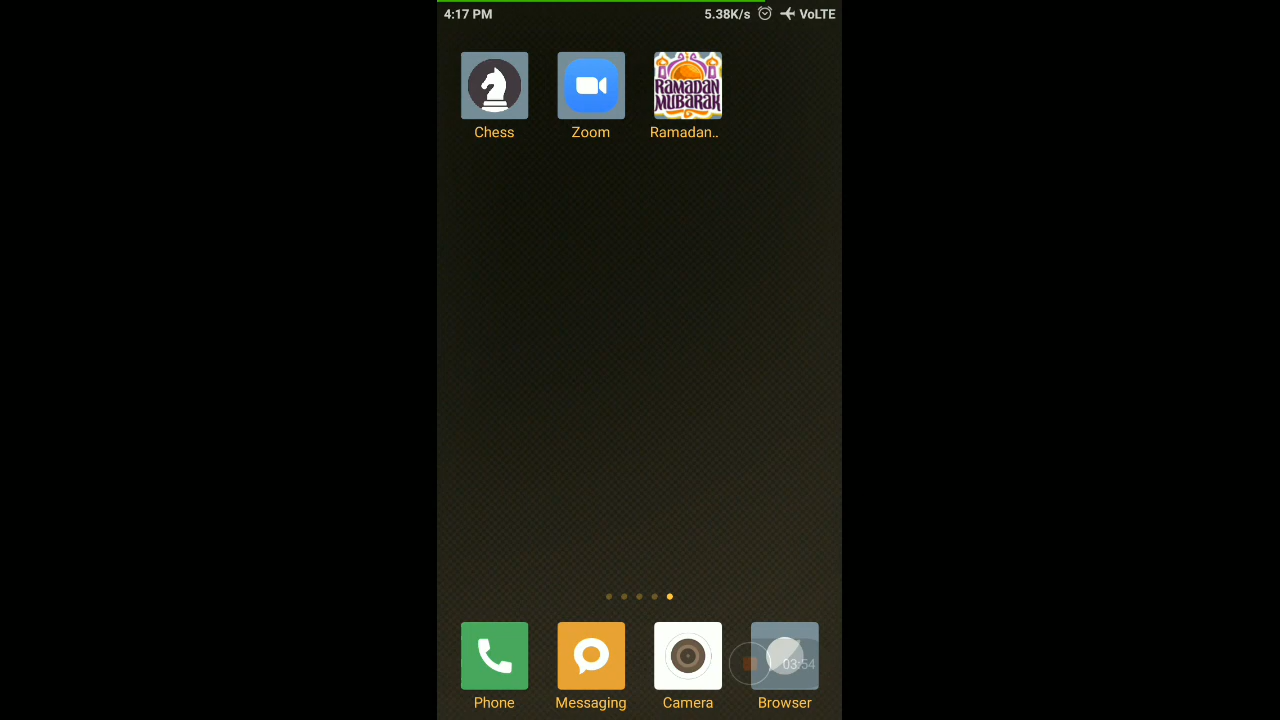 4:17 PM 5.38K/s VoLTE
RAMADAN
MUBARAK
Chess Zoom Ramadan..
03:54
Phone Messaging Camera Browser